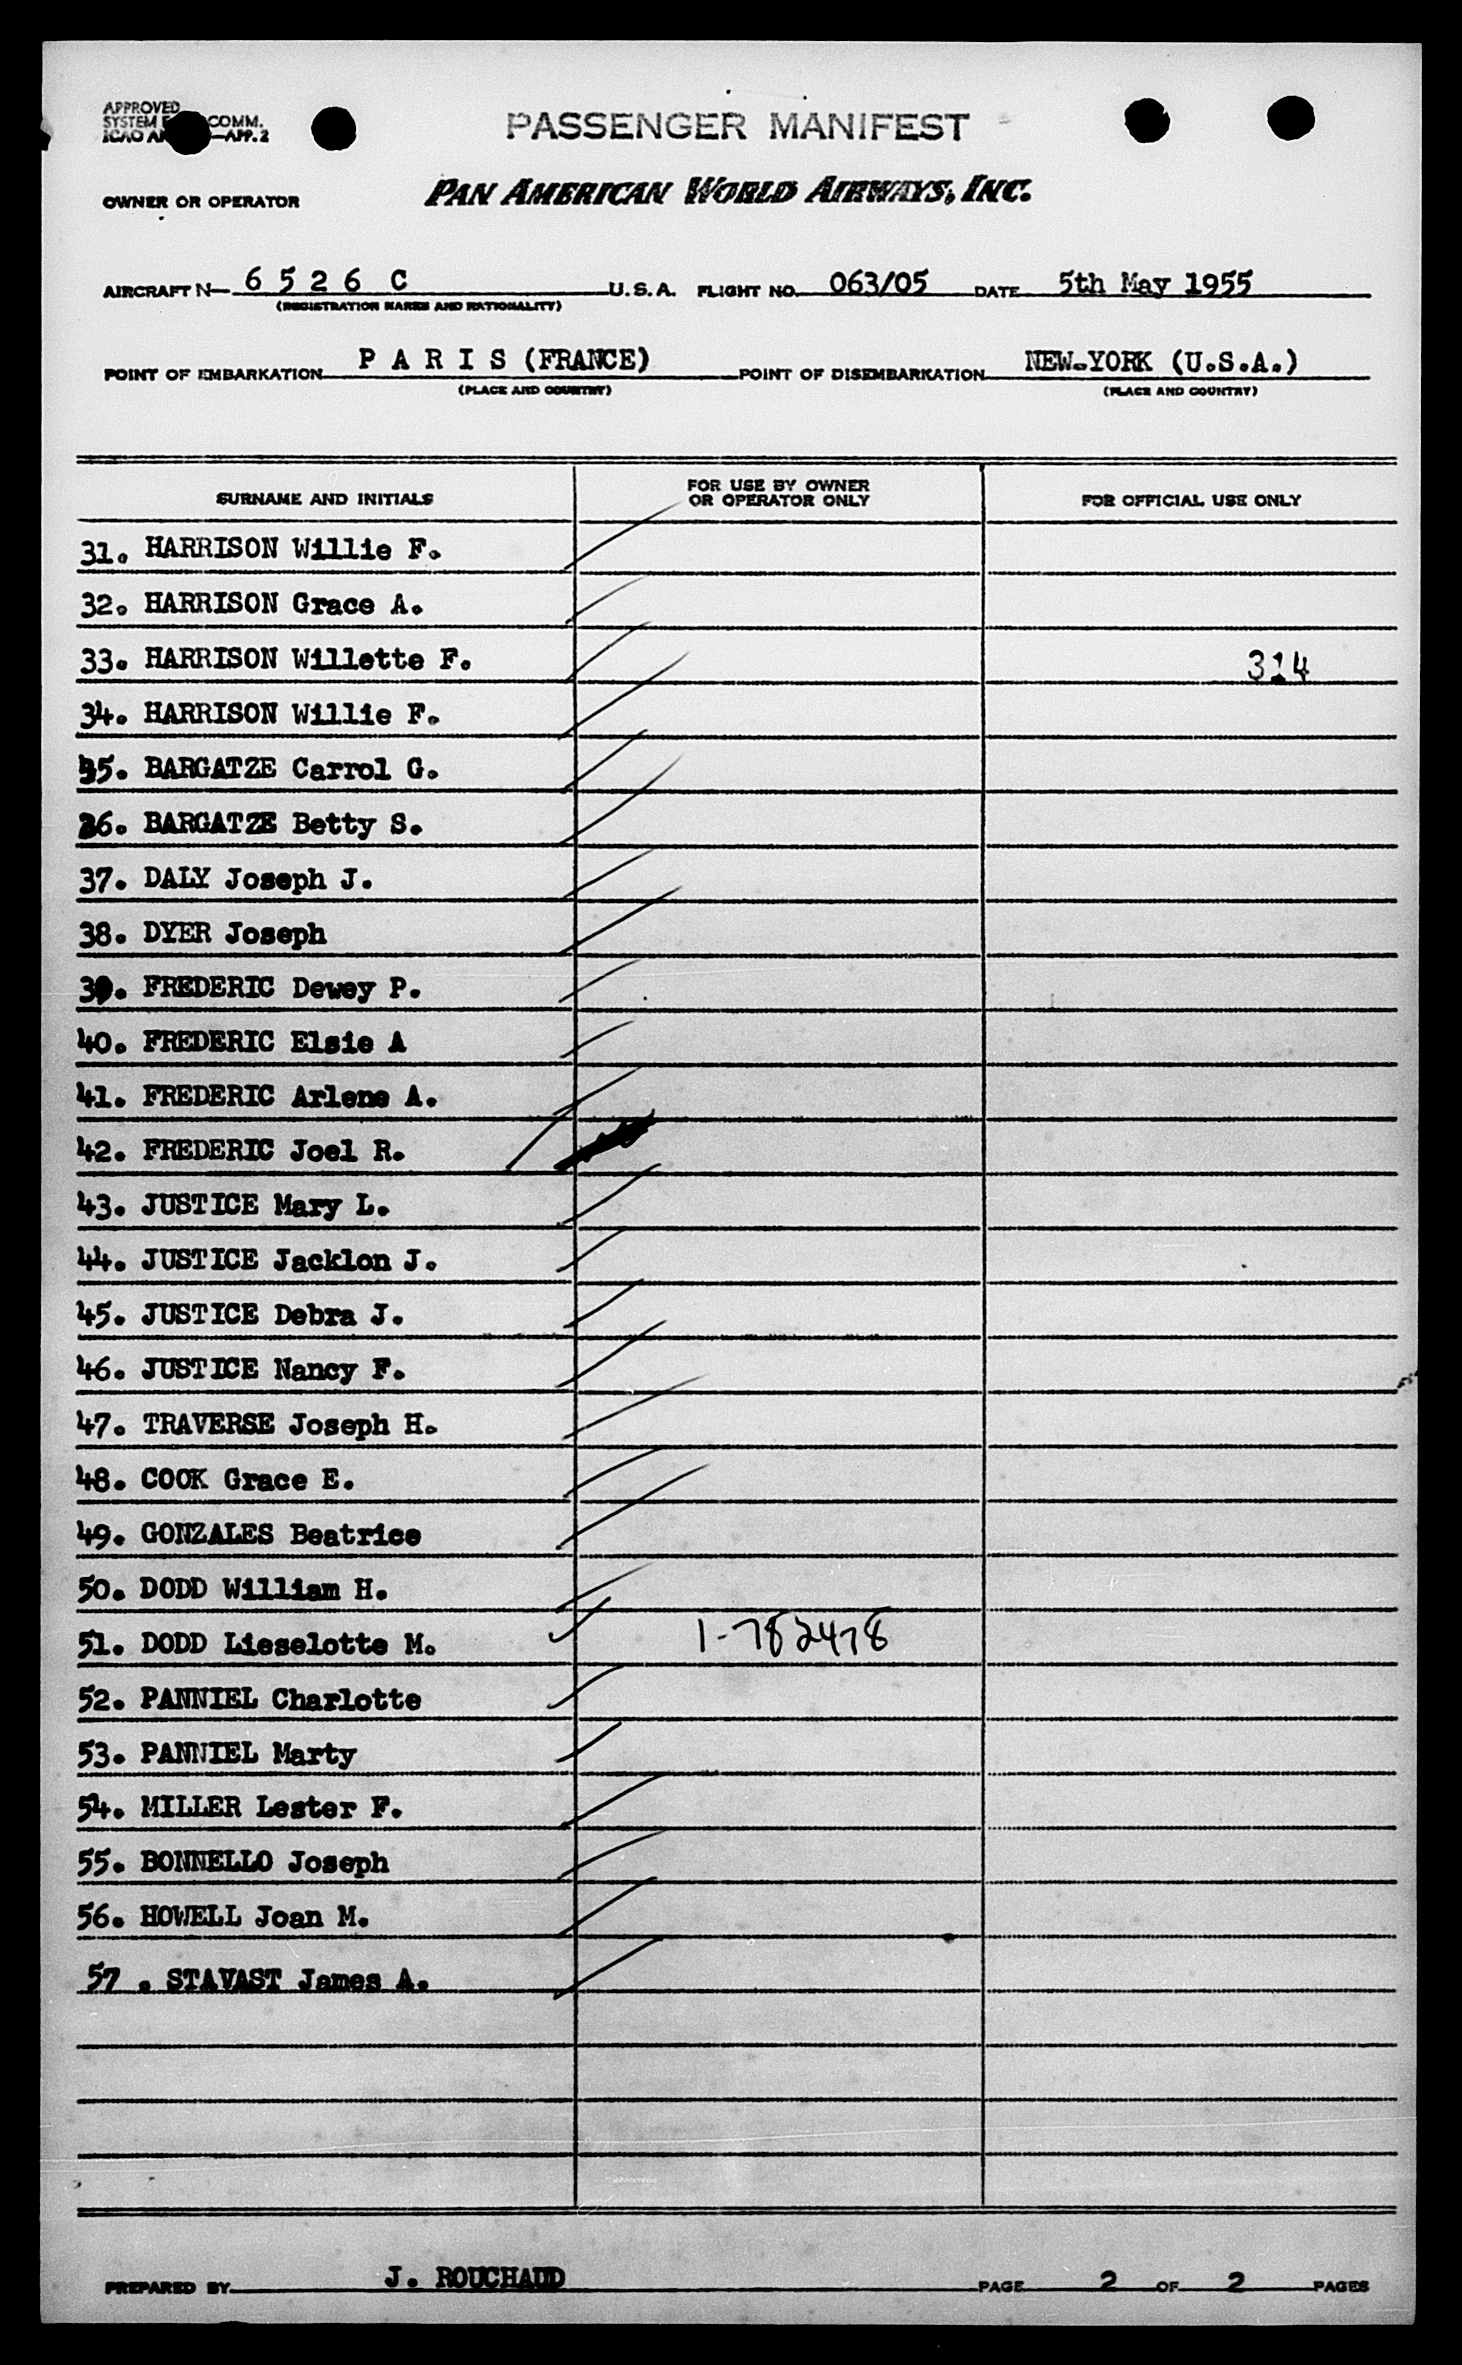 APPROVED
SYSTEM COMM.
ICAO —APP. 2
PASSENGER MANIFEST
OWNER OR OPERATOR PAN AMERICAN WORLD AIRWAYS, INC.
AIRCRAFT N— 6 5 2 6 C U.S.A. FLIGHT NO. 063/05 DATE 5th May 1955
(REGISTRATION MARKS AND NATIONALITY)
POINT OF EMBARKATION P A R I S (FRANCE) POINT OF DISEMBARKATION NEW-YORK (U.S.A.)
(PLACE AND COUNTRY) (PLACE AND COUNTRY)
SURNAME AND INITIALS FOR USE BY OWNER OR OPERATOR ONLY FOR OFFICIAL USE ONLY
31. HARRISON Willie F.
32. HARRISON Grace A.
33. HARRISON Willette F. 314
34. HARRISON Willie F.
35. BARGATZE Carrol G.
36. BARGATZE Betty S.
37. DALY Joseph J.
38. DYER Joseph
39. FREDERIC Dewey P.
40. FREDERIC Elsie A
41. FREDERIC Arlene A.
42. FREDERIC Joel R.
43. JUSTICE Mary L.
44. JUSTICE Jacklon J.
45. JUSTICE Debra J.
46. JUSTICE Nancy F.
47. TRAVERSE Joseph H.
48. COOK Grace E.
49. GONZALES Beatrice
50. DODD William H.
51. DODD Lieselotte M. 1-782478
52. PANNIEL Charlotte
53. PANNIEL Marty
54. MILLER Lester F.
55. BONNELLO Joseph
56. HOWELL Joan M.
57 . STAVAST James A.
PREPARED BY J. ROUCHAUD PAGE 2 OF 2 PAGES